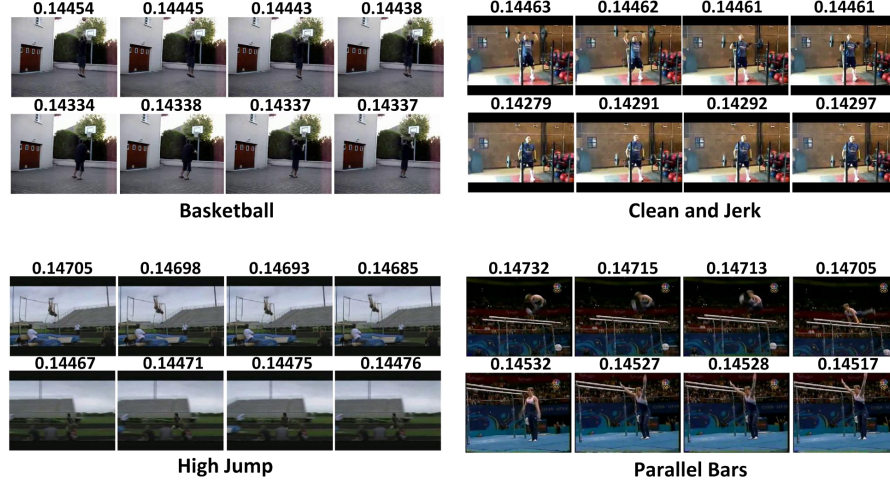 0.14454 0.14445 0.14443 0.14438
0.14334 0.14338 0.14337 0.14337
Basketball
0.14463 0.14462 0.14461 0.14461
0.14279 0.14291 0.14292 0.14297
Clean and Jerk
0.14705 0.14698 0.14693 0.14685
0.14467 0.14471 0.14475 0.14476
High Jump
0.14732 0.14715 0.14713 0.14705
0.14532 0.14527 0.14528 0.14517
Parallel Bars